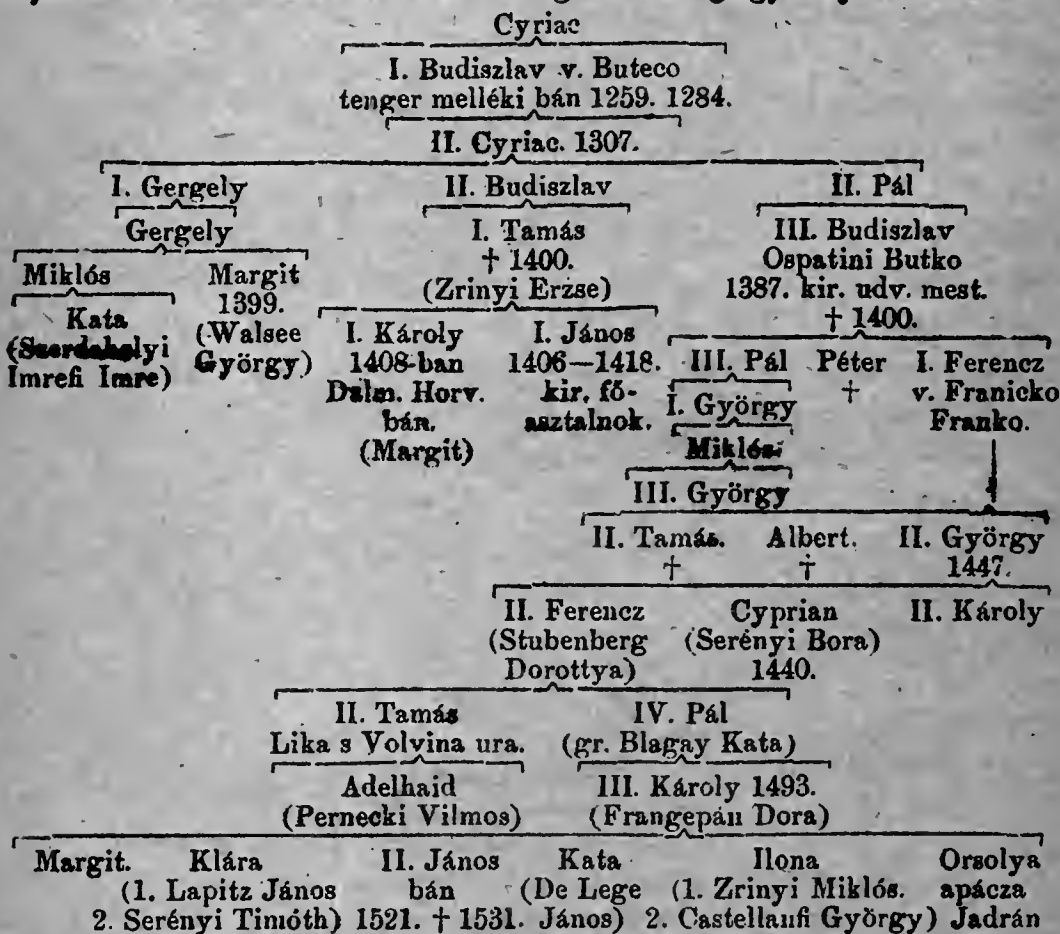 Cyriac
I. Budiszlav v. Buteco
tenger melléki bán 1259. 1284.
II. Cyriac. 1307.
I. Gergely II. Budiszlav II. Pál
Gergely I. Tamás III. Budiszlav
† 1400. Ospatini Butko
Miklós Margit (Zrinyi Erzse) 1387. kir. udv. mest.
1399. † 1400.
Kata (Walsee I. Károly I. János
(Szerdahelyi György) 1408-ban 1406—1418. III. Pál Péter I. Ferencz
Imrefi Imre) Dalm. Horv. kir. fő- † v. Franicko
bán. asztalnok. I. György Franko.
(Margit) Miklós.
III. György
II. Tamás. Albert. II. György
† † 1447.
II. Ferencz Cyprian II. Károly
(Stubenberg (Serényi Bora)
Dorottya) 1440.
II. Tamás IV. Pál
Lika s Volvina ura. (gr. Blagay Kata)
Adelhaid III. Károly 1493.
(Pernecki Vilmos) (Frangepán Dora)
Margit. Klára II. János Kata Ilona Orsolya
(1. Lapitz János bán (De Lege (1. Zrinyi Miklós. apácza
2. Serényi Timóth) 1521. † 1531. János) 2. Castellanfi György) Jadrán